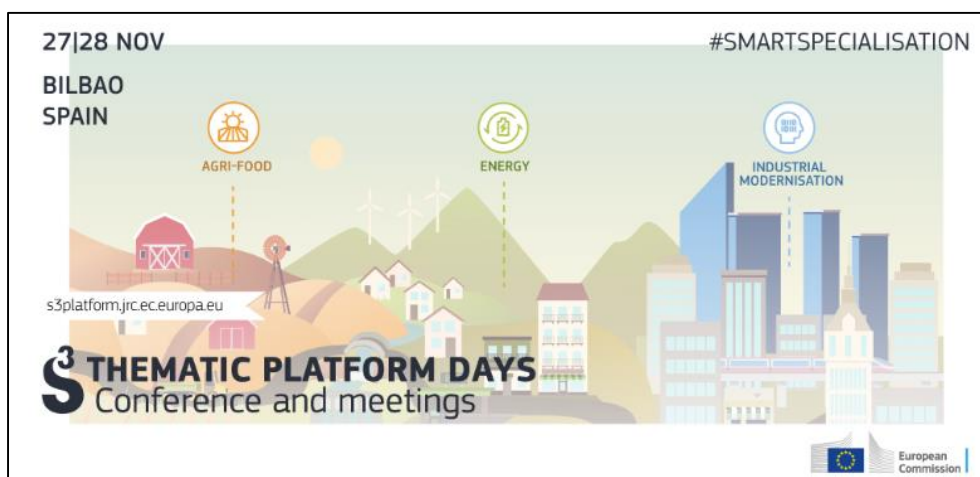 27|28 NOV
#SMARTSPECIALISATION
BILBAO
SPAIN
AGRI-FOOD
ENERGY
INDUSTRIAL
MODERNISATION
s3platform.jrc.ec.europa.eu
S3 THEMATIC PLATFORM DAYS
Conference and meetings
European
Commission